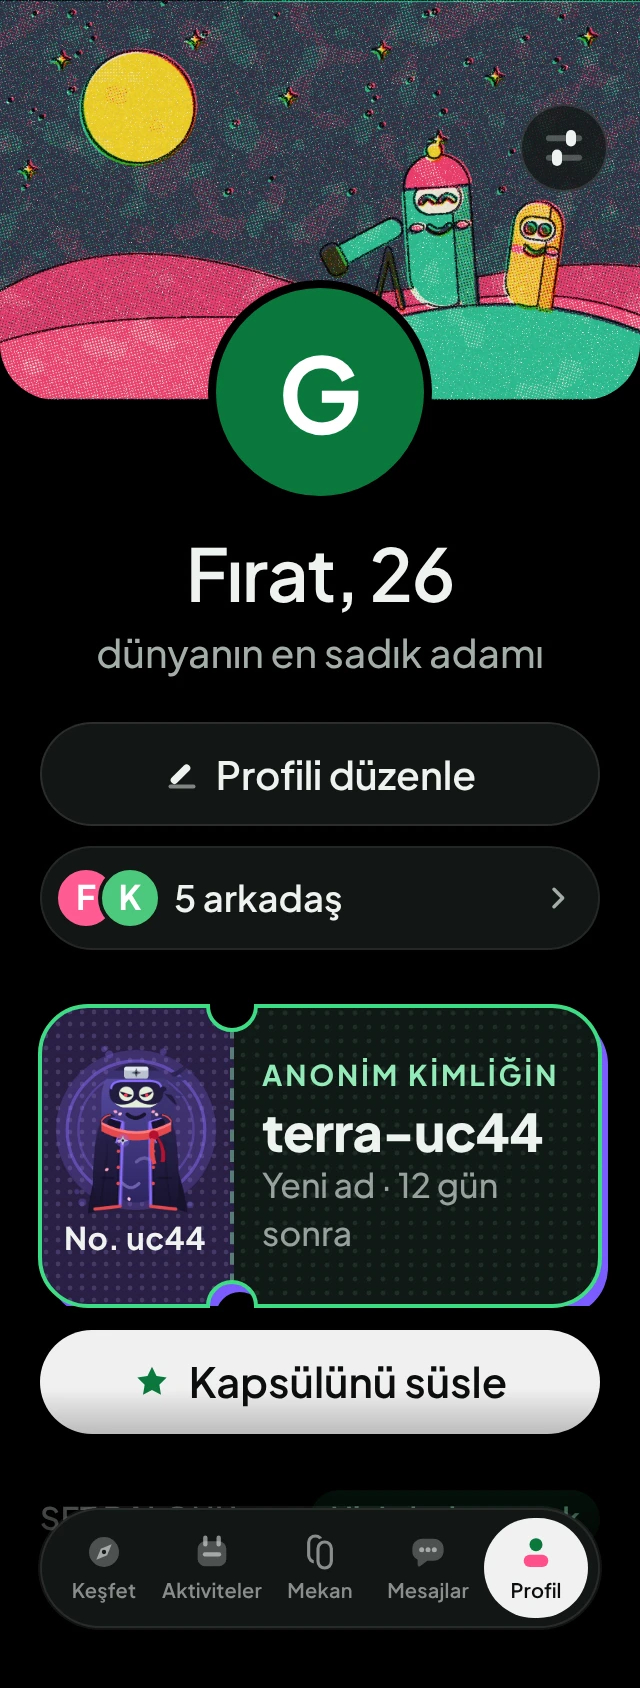 G
Fırat, 26
dünyanın en sadık adamı
Profili düzenle
F K 5 arkadaş
ANONİM KİMLİĞİN
terra-uc44
Yeni ad · 12 gün
sonra
No. uc44
Kapsülünü süsle
Keşfet Aktiviteler Mekan Mesajlar Profil